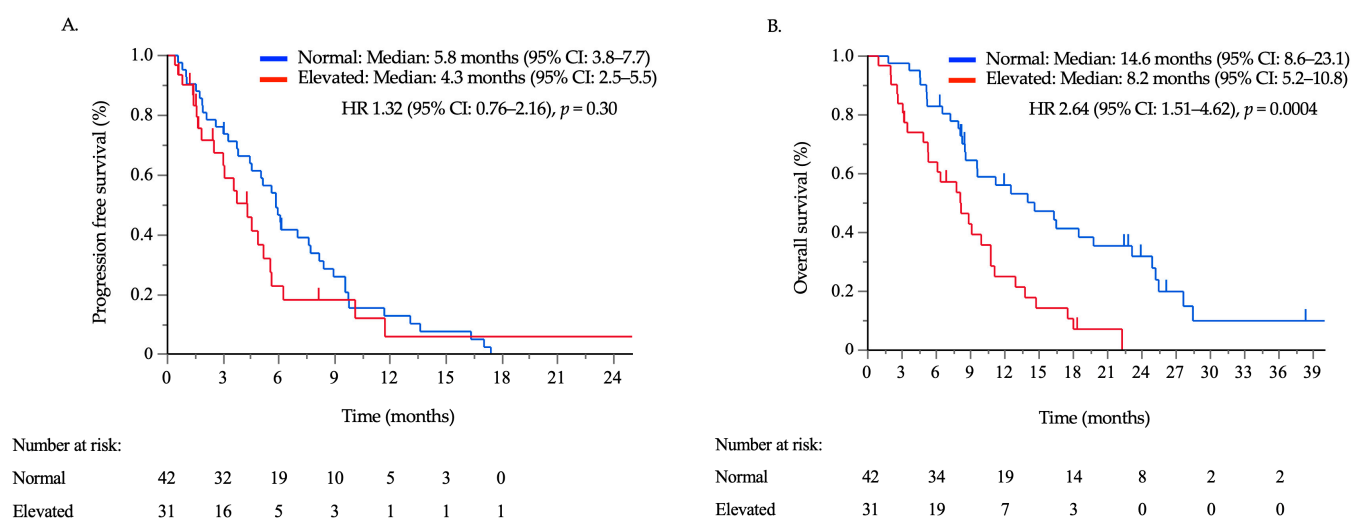 A.
Normal: Median: 5.8 months (95% CI: 3.8–7.7)
Elevated: Median: 4.3 months (95% CI: 2.5–5.5)
HR 1.32 (95% CI: 0.76–2.16), p = 0.30
Progression free survival (%)
1.0
0.8
0.6
0.4
0.2
0
0 3 6 9 12 15 18 21 24
Time (months)
Number at risk:
Normal 42 32 19 10 5 3 0
Elevated 31 16 5 3 1 1 1
B.
Normal: Median: 14.6 months (95% CI: 8.6–23.1)
Elevated: Median: 8.2 months (95% CI: 5.2–10.8)
HR 2.64 (95% CI: 1.51–4.62), p = 0.0004
Overall survival (%)
1.0
0.8
0.6
0.4
0.2
0
0 3 6 9 12 15 18 21 24 27 30 33 36 39
Time (months)
Number at risk:
Normal 42 34 19 14 8 2 2
Elevated 31 19 7 3 0 0 0